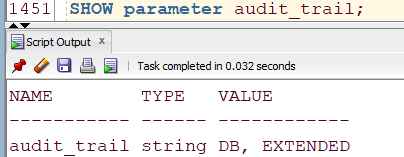 1451 SHOW parameter audit_trail;
Script Output x
Task completed in 0.032 seconds
NAME        TYPE   VALUE
----------- ------ ------------
audit_trail string DB, EXTENDED